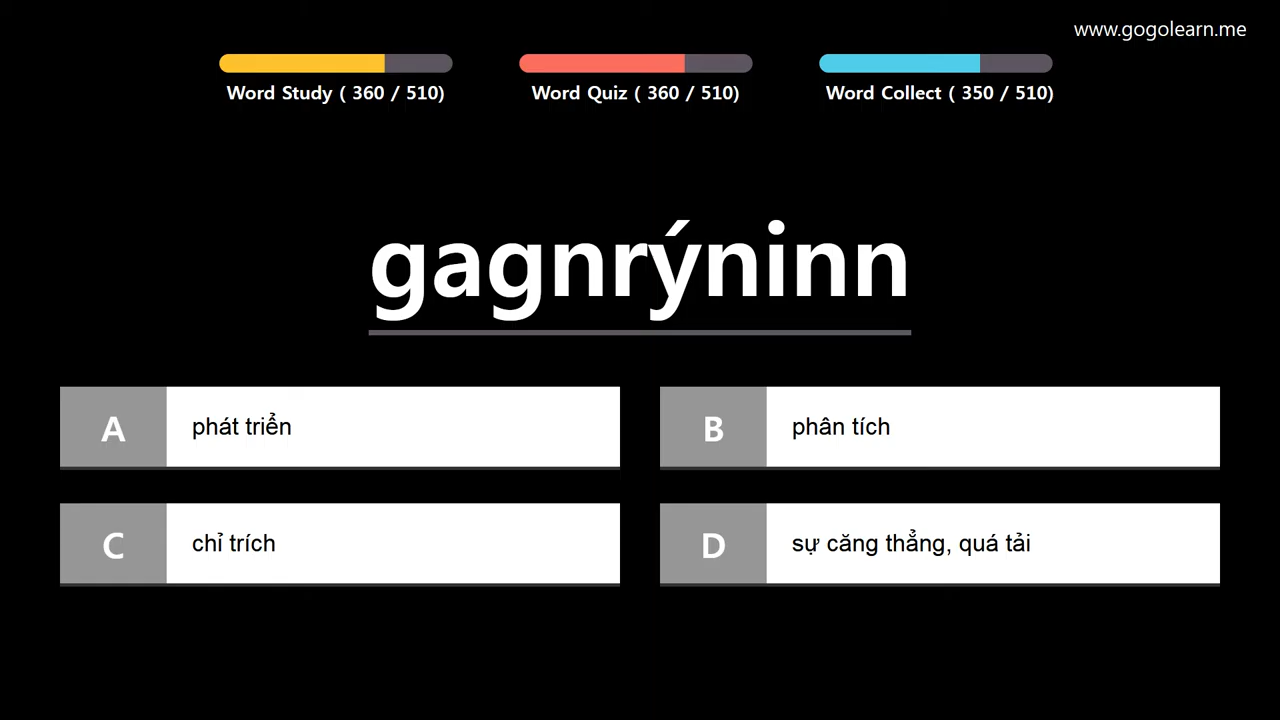 www.gogolearn.me
Word Study ( 360 / 510)
Word Quiz ( 360 / 510)
Word Collect ( 350 / 510)
gagnrýninn
A phát triển
B phân tích
C chỉ trích
D sự căng thẳng, quá tải